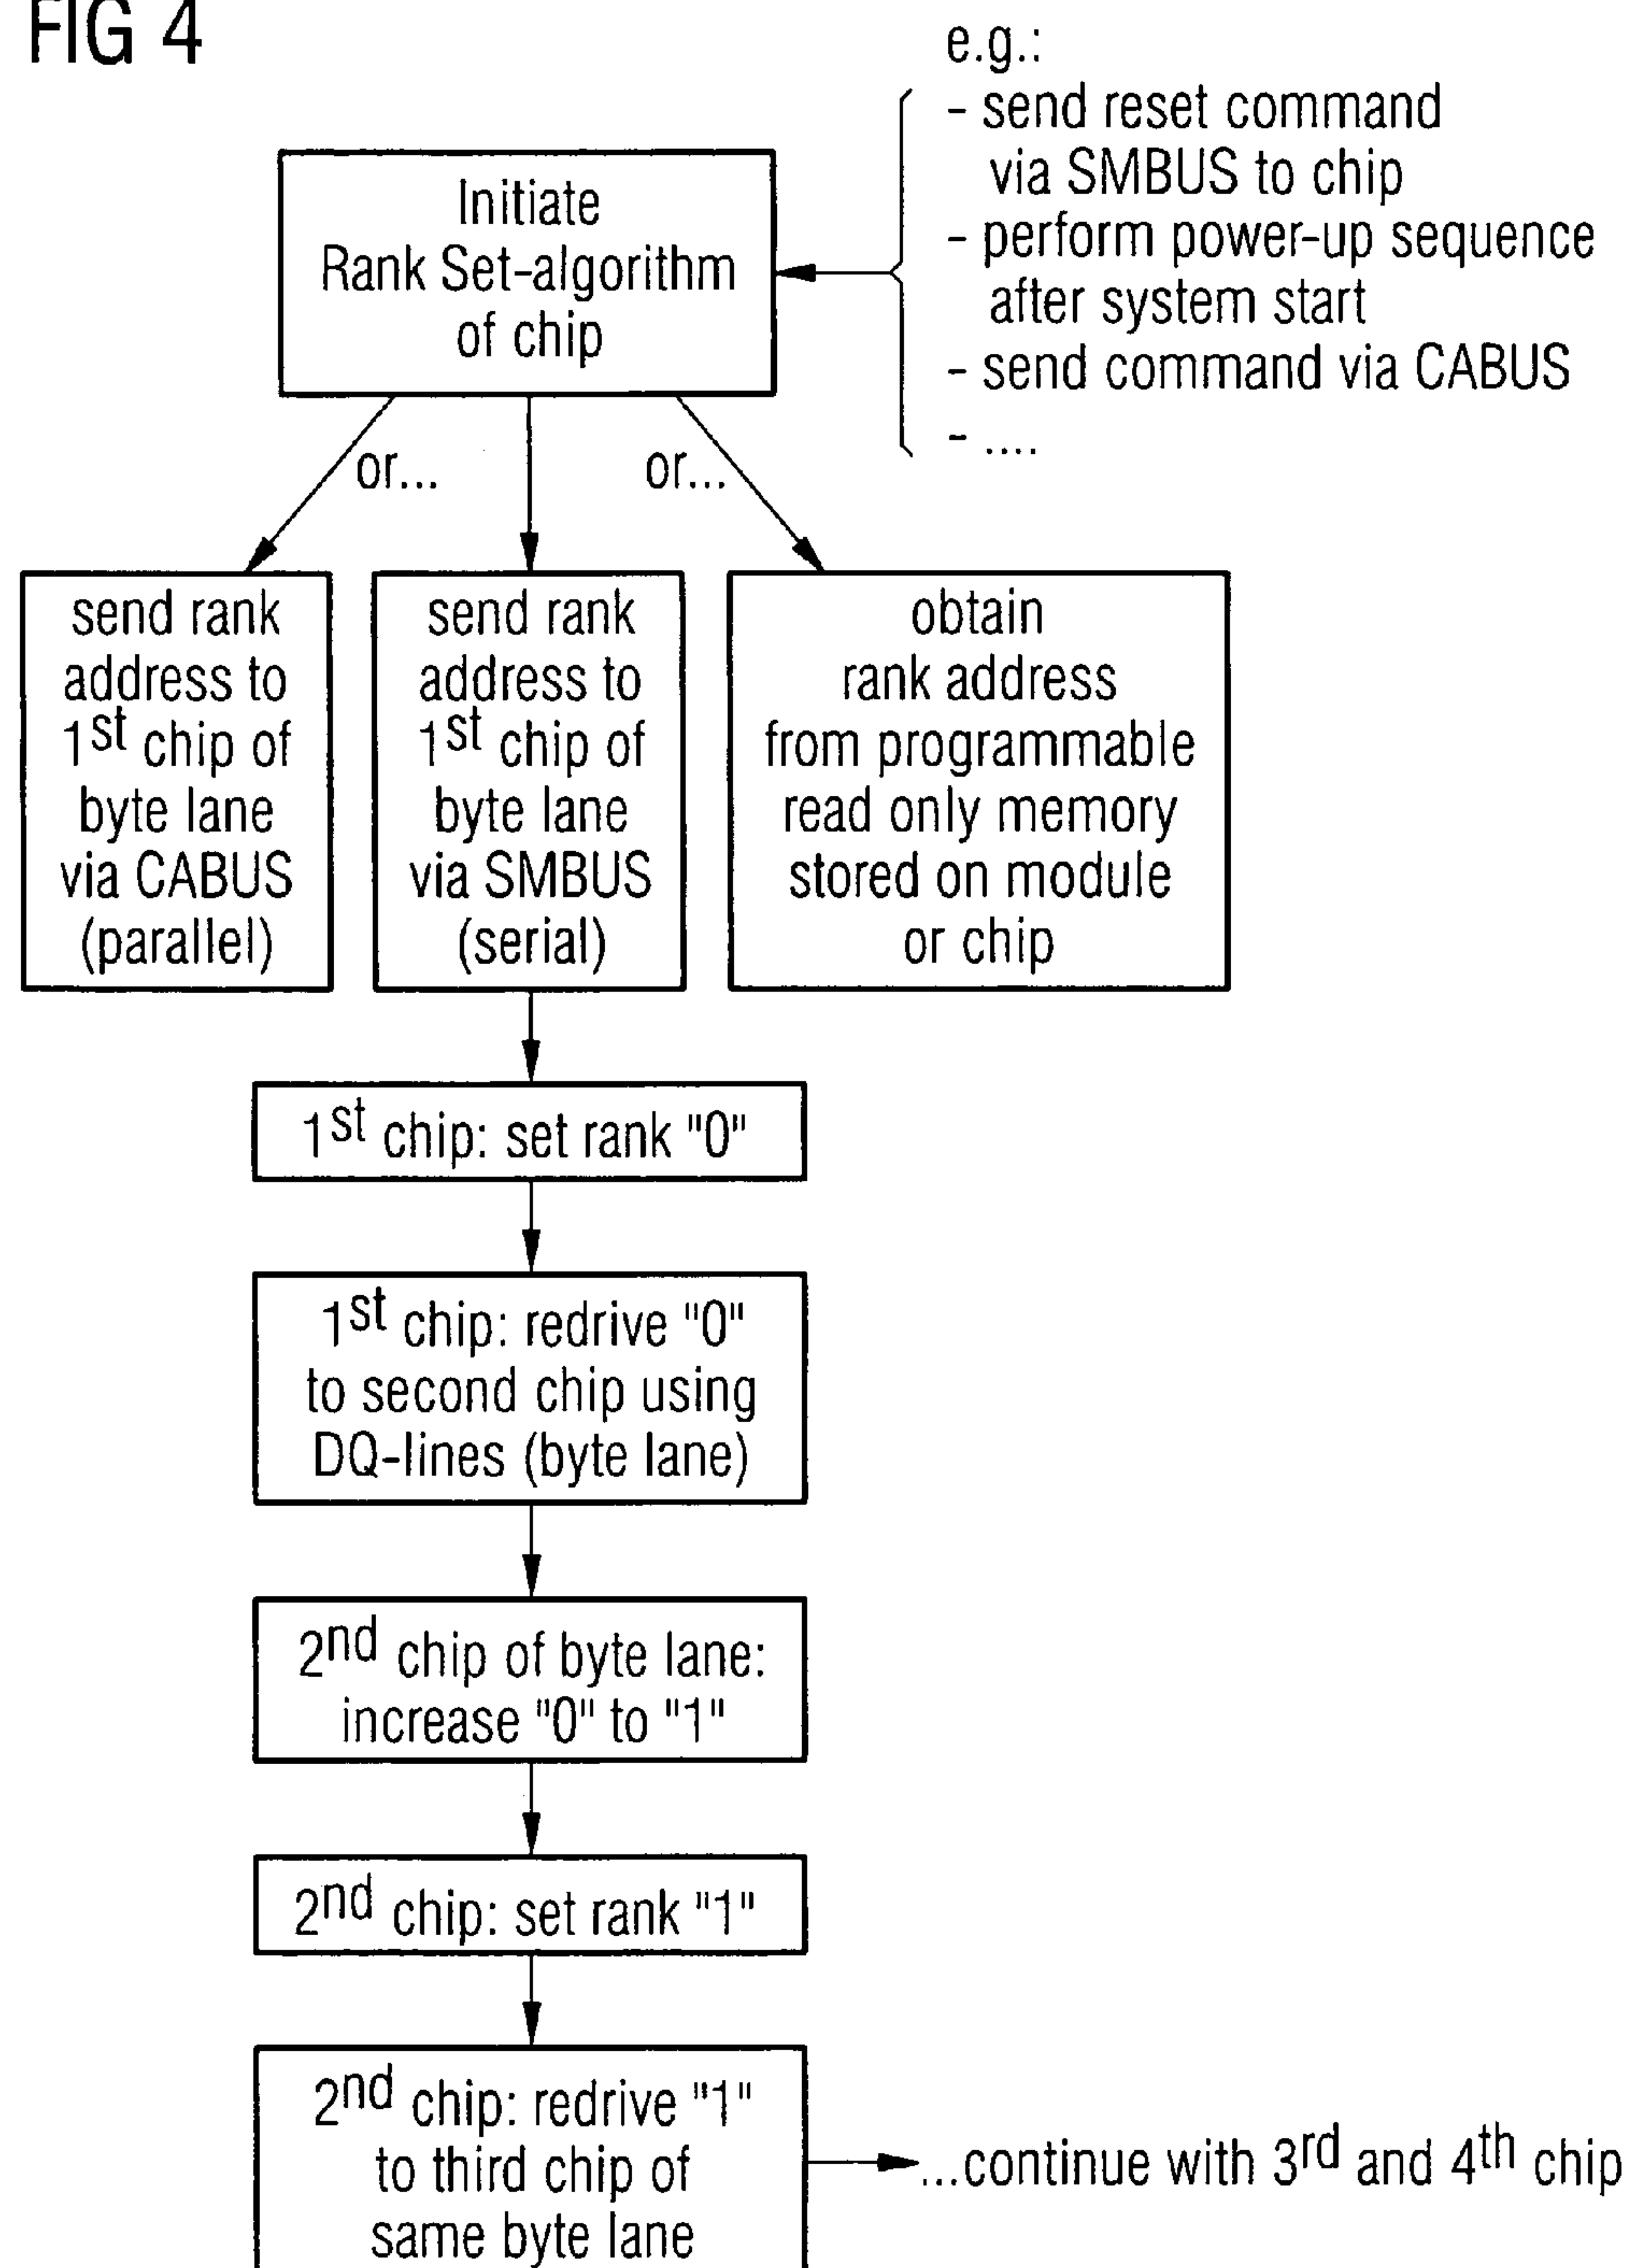 FIG 4
e.g.:
- send reset command
via SMBUS to chip
- perform power-up sequence
after system start
- send command via CABUS
- ....
Initiate
Rank Set-algorithm
of chip
or...
or...
send rank
address to
1st chip of
byte lane
via CABUS
(parallel)
send rank
address to
1st chip of
byte lane
via SMBUS
(serial)
obtain
rank address
from programmable
read only memory
stored on module
or chip
1st chip: set rank "0"
1st chip: redrive "0"
to second chip using
DQ-lines (byte lane)
2nd chip of byte lane:
increase "0" to "1"
2nd chip: set rank "1"
2nd chip: redrive "1"
to third chip of
same byte lane
...continue with 3rd and 4th chip